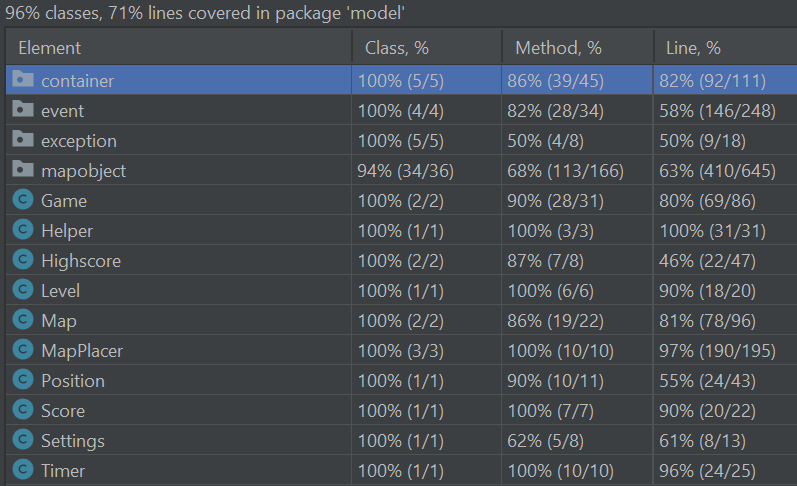 96% classes, 71% lines covered in package 'model'
Element Class, % Method, % Line, %
container 100% (5/5) 86% (39/45) 82% (92/111)
event 100% (4/4) 82% (28/34) 58% (146/248)
exception 100% (5/5) 50% (4/8) 50% (9/18)
mapobject 94% (34/36) 68% (113/166) 63% (410/645)
C Game 100% (2/2) 90% (28/31) 80% (69/86)
C Helper 100% (1/1) 100% (3/3) 100% (31/31)
C Highscore 100% (2/2) 87% (7/8) 46% (22/47)
C Level 100% (1/1) 100% (6/6) 90% (18/20)
C Map 100% (2/2) 86% (19/22) 81% (78/96)
C MapPlacer 100% (3/3) 100% (10/10) 97% (190/195)
C Position 100% (1/1) 90% (10/11) 55% (24/43)
C Score 100% (1/1) 100% (7/7) 90% (20/22)
C Settings 100% (1/1) 62% (5/8) 61% (8/13)
C Timer 100% (1/1) 100% (10/10) 96% (24/25)